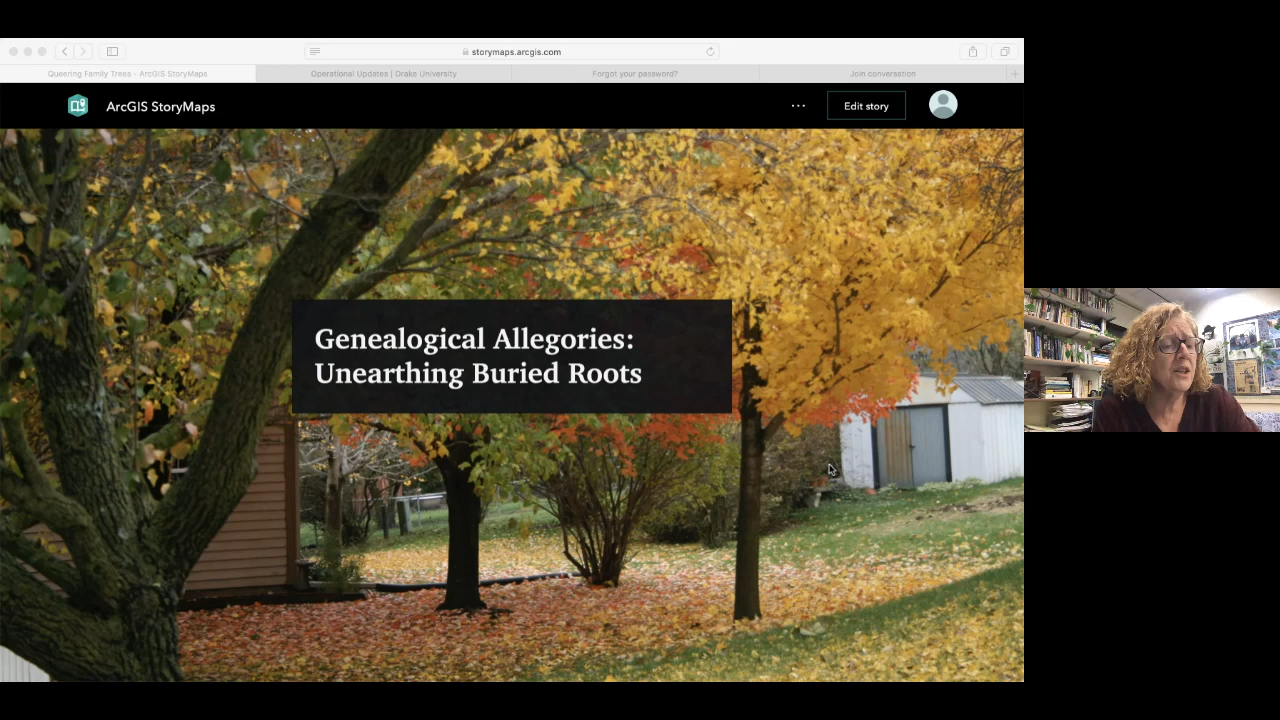 storymaps.arcgis.com
Queering Family Trees - ArcGIS StoryMaps
Operational Updates | Drake University
Forgot your password?
Join conversation
ArcGIS StoryMaps
Edit story
Genealogical Allegories:
Unearthing Buried Roots